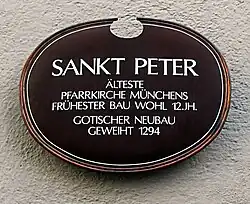 SANKT PETER
ÄLTESTE
PFARRKIRCHE MÜNCHENS
FRÜHESTER BAU WOHL 12.JH.
GOTISCHER NEUBAU
GEWEIHT 1294